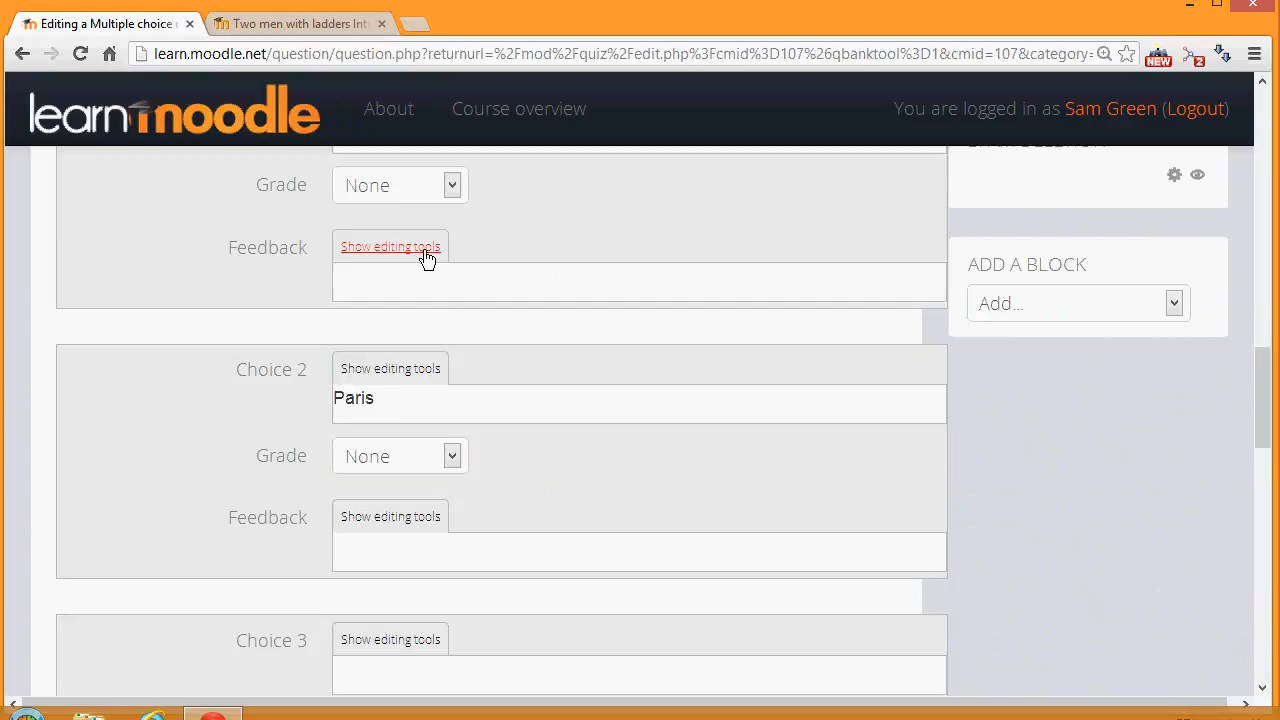 Editing a Multiple choice
Two men with ladders Int
learn.moodle.net/question/question.php?returnurl=%2Fmod%2Fquiz%2Fedit.php%3Fcmid%3D107%26qbanktool%3D1&cmid=107&category=
NEW
2
learn moodle
About
Course overview
You are logged in as Sam Green (Logout)
Grade
None
Feedback
Show editing tools
ADD A BLOCK
Add...
Choice 2
Show editing tools
Paris
Grade
None
Feedback
Show editing tools
Choice 3
Show editing tools